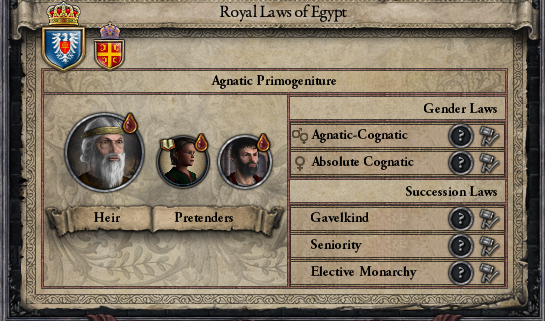 Royal Laws of Egypt
Agnatic Primogeniture
Gender Laws
Agnatic-Cognatic
?
Absolute Cognatic
?
Succession Laws
Heir
Pretenders
Gavelkind
?
Seniority
?
Elective Monarchy
?